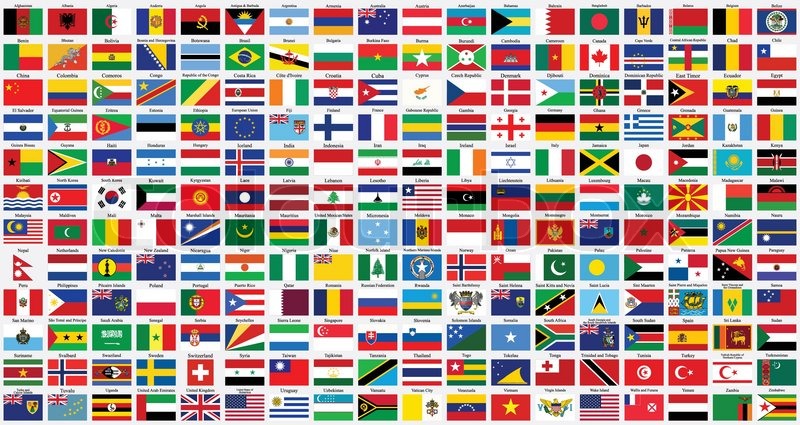 Afghanistan Albania Algeria Andorra Angola Antigua & Barbuda Argentina Armenia Australia Austria Azerbaijan Bahamas Bahrain Bangladesh Barbados Belarus Belgium Belize
Benin Bhutan Bolivia Bosnia and Herzegovina Botswana Brasil Brunei Bulgaria Burkina Faso Burma Burundi Cambodia Cameroon Canada Cape Verde Central African Republic Chad Chile
China Colombia Comoros Congo Republic of the Congo Costa Rica Côte d'Ivoire Croatia Cuba Cyprus Czech Republic Denmark Djibouti Dominica Dominican Republic East Timor Ecuador Egypt
El Salvador Equatorial Guinea Eritrea Estonia Ethiopia European Union Fiji Finland France Gabonese Republic Gambia Georgia Germany Ghana Greece Grenada Guatemala Guinea
Guinea Bissau Guyana Haiti Honduras Hungary Iceland India Indonesia Iran Iraq Ireland Israel Italy Jamaica Japan Jordan Kazakhstan Kenya
Kiribati North Korea South Korea Kuwait Kyrgyzstan Laos Latvia Lebanon Lesotho Liberia Libya Liechtenstein Lithuania Luxembourg Macao Macedonia Madagascar Malawi
Malaysia Maldives Mali Malta Marshall Islands Mauritania Mauritius United Mexican States Micronesia Moldova Monaco Mongolia Montenegro Montserrat Morocco Mozambique Namibia Nauru
Nepal Netherlands New Caledonia New Zealand Nicaragua Niger Nigeria Niue Norfolk Island Northern Mariana Islands Norway Oman Pakistan Palau Palestine Panama Papua New Guinea Paraguay
Peru Philippines Pitcairn Islands Poland Portugal Puerto Rico Qatar Romania Russian Federation Rwanda Saint Barthélemy Saint Helena Saint Kitts and Nevis Saint Lucia Sint Maarten Saint Pierre and Miquelon Saint Vincent and the Grenadines Samoa
San Marino São Tomé and Príncipe Saudi Arabia Senegal Serbia Seychelles Sierra Leone Singapore Slovakia Slovenia Solomon Islands Somalia South Africa South Sudan Spain Sri Lanka Sudan
Suriname Svalbard Swaziland Sweden Switzerland Syria Taiwan Tajikistan Tanzania Thailand Togo Tokelau Tonga Trinidad and Tobago Tunisia Turkey Turkish Republic of Northern Cyprus Turkmenistan
Tuvalu Uganda United Arab Emirates United Kingdom United States Uruguay Uzbekistan Vanuatu Vatican City Venezuela Vietnam Virgin Islands Wake Island Wallis and Futuna Yemen Zambia Zimbabwe